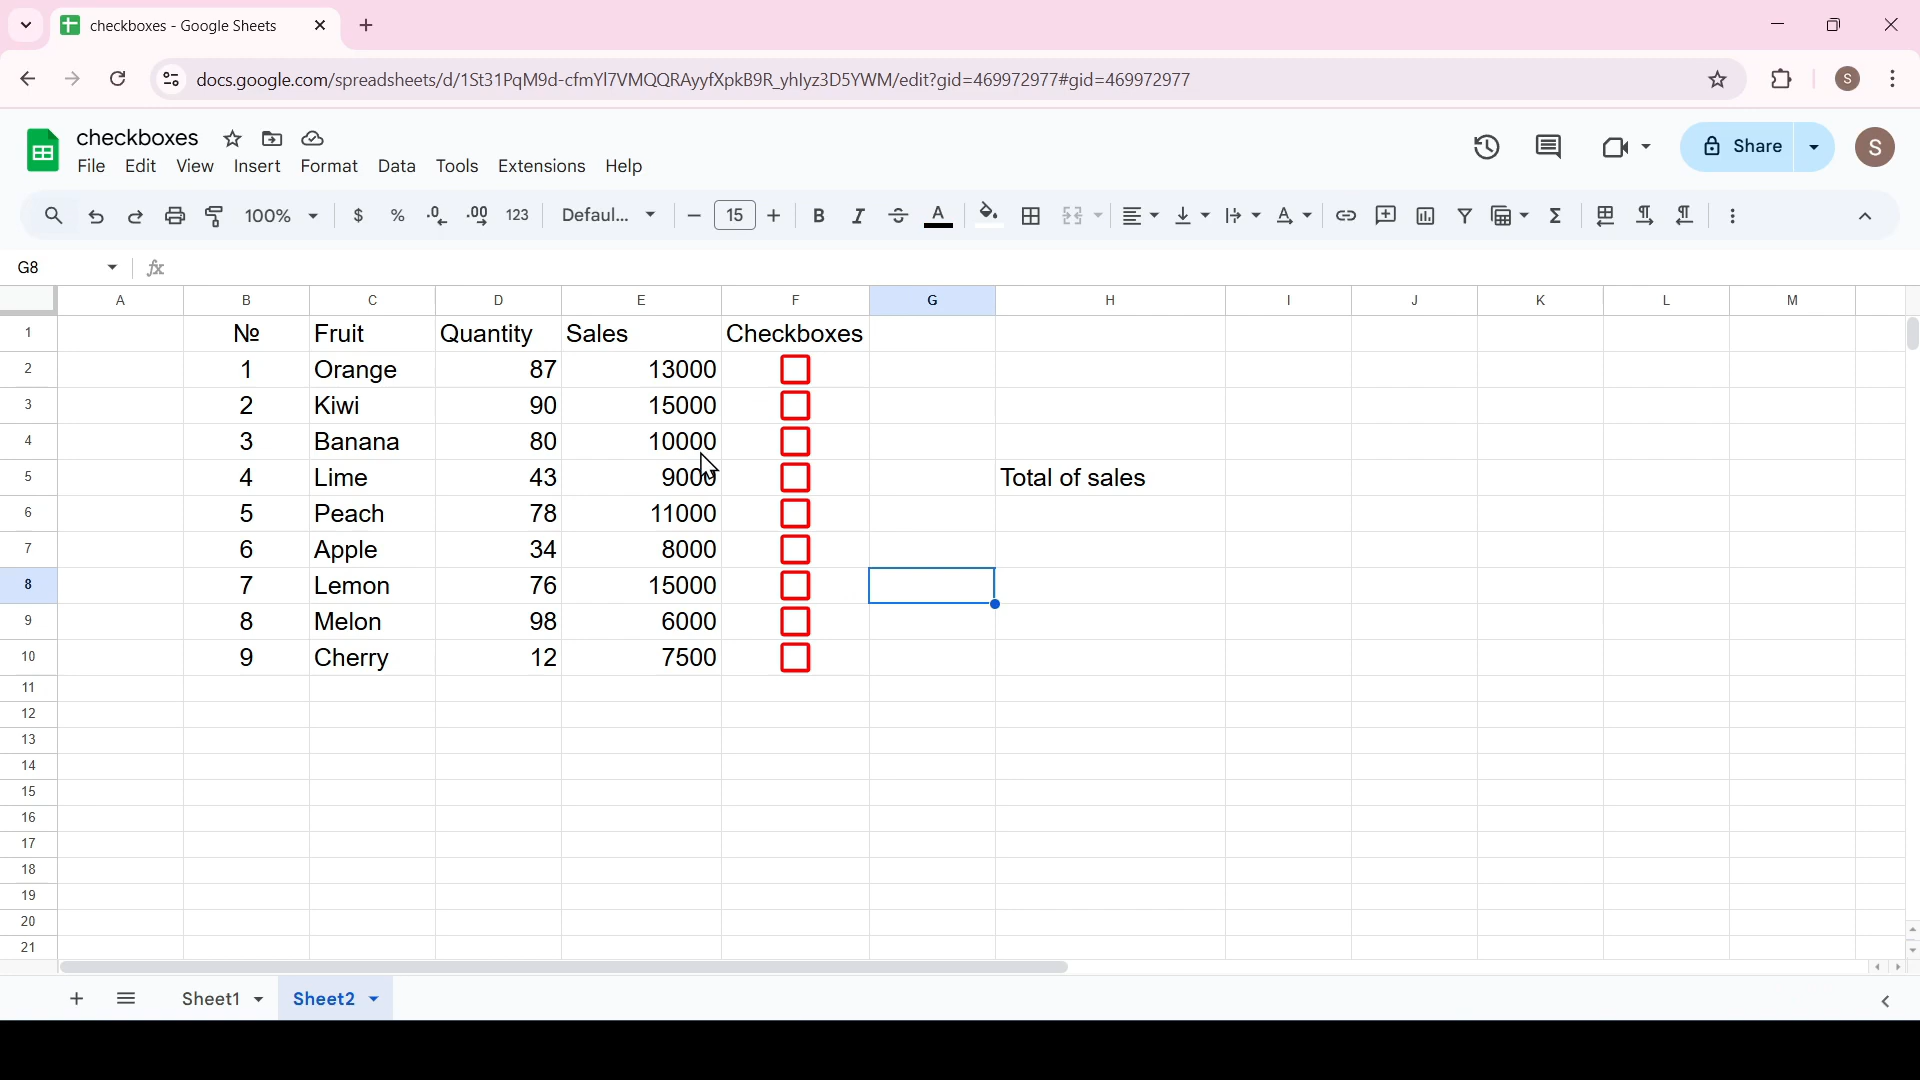 checkboxes - Google Sheets
docs.google.com/spreadsheets/d/1St31PqM9d-cfmYl7VMQQRAyyfXpkB9R_yhlyz3D5YWM/edit?gid=469972977#gid=469972977
S
checkboxes
File Edit View Insert Format Data Tools Extensions Help
Share
S
100% $ % .0 .00 123 Defaul... 15 B I S A Σ
G8 fx
A B C D E F G H I J K L M
1 № Fruit Quantity Sales Checkboxes
2 1 Orange 87 13000
3 2 Kiwi 90 15000
4 3 Banana 80 10000
5 4 Lime 43 9000 Total of sales
6 5 Peach 78 11000
7 6 Apple 34 8000
8 7 Lemon 76 15000
9 8 Melon 98 6000
10 9 Cherry 12 7500
11
12
13
14
15
16
17
18
19
20
21
Sheet1 Sheet2